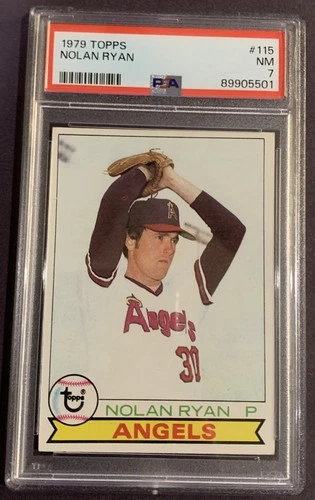 1979 TOPPS #115
NOLAN RYAN NM
PSA 7
89905501
A
Angels
30
topps
NOLAN RYAN P
ANGELS